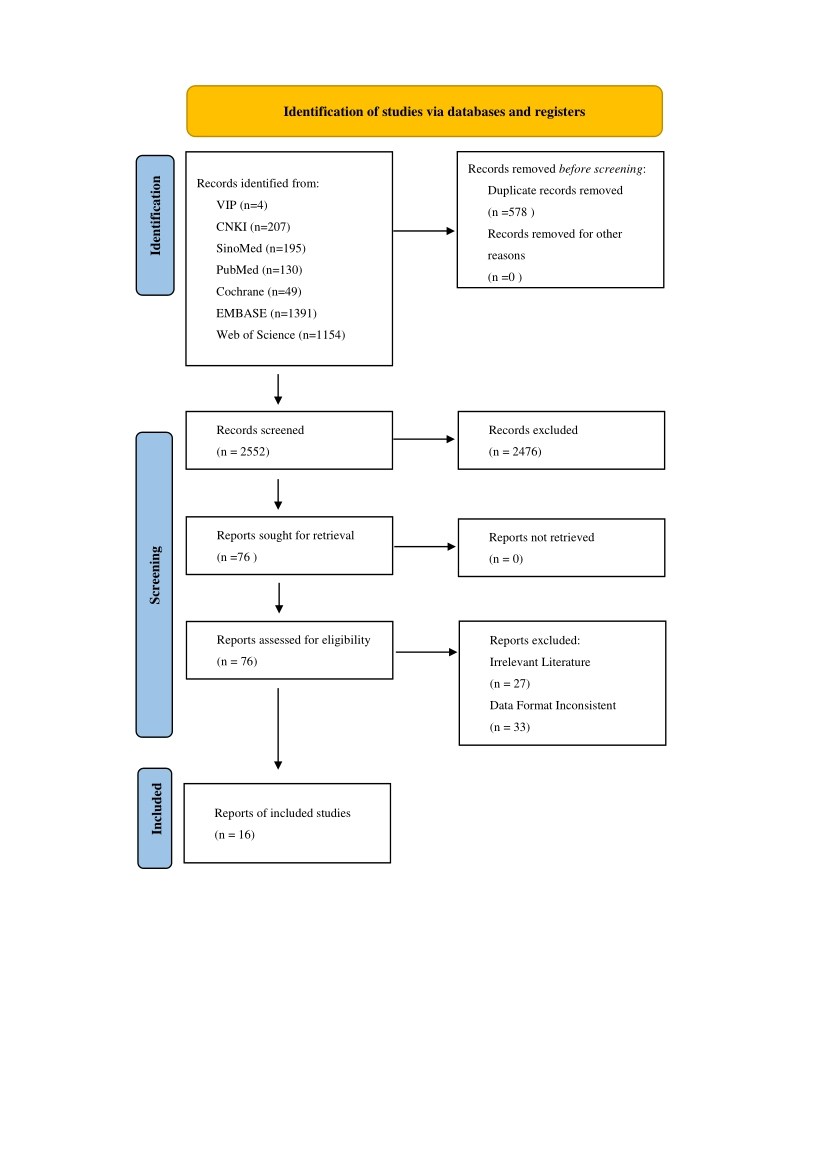 Identification of studies via databases and registers
Identification
Records identified from:
VIP (n=4)
CNKI (n=207)
SinoMed (n=195)
PubMed (n=130)
Cochrane (n=49)
EMBASE (n=1391)
Web of Science (n=1154)
Records removed before screening:
Duplicate records removed
(n =578 )
Records removed for other
reasons
(n =0 )
Screening
Records screened
(n = 2552)
Records excluded
(n = 2476)
Reports sought for retrieval
(n =76 )
Reports not retrieved
(n = 0)
Reports assessed for eligibility
(n = 76)
Reports excluded:
Irrelevant Literature
(n = 27)
Data Format Inconsistent
(n = 33)
Included
Reports of included studies
(n = 16)